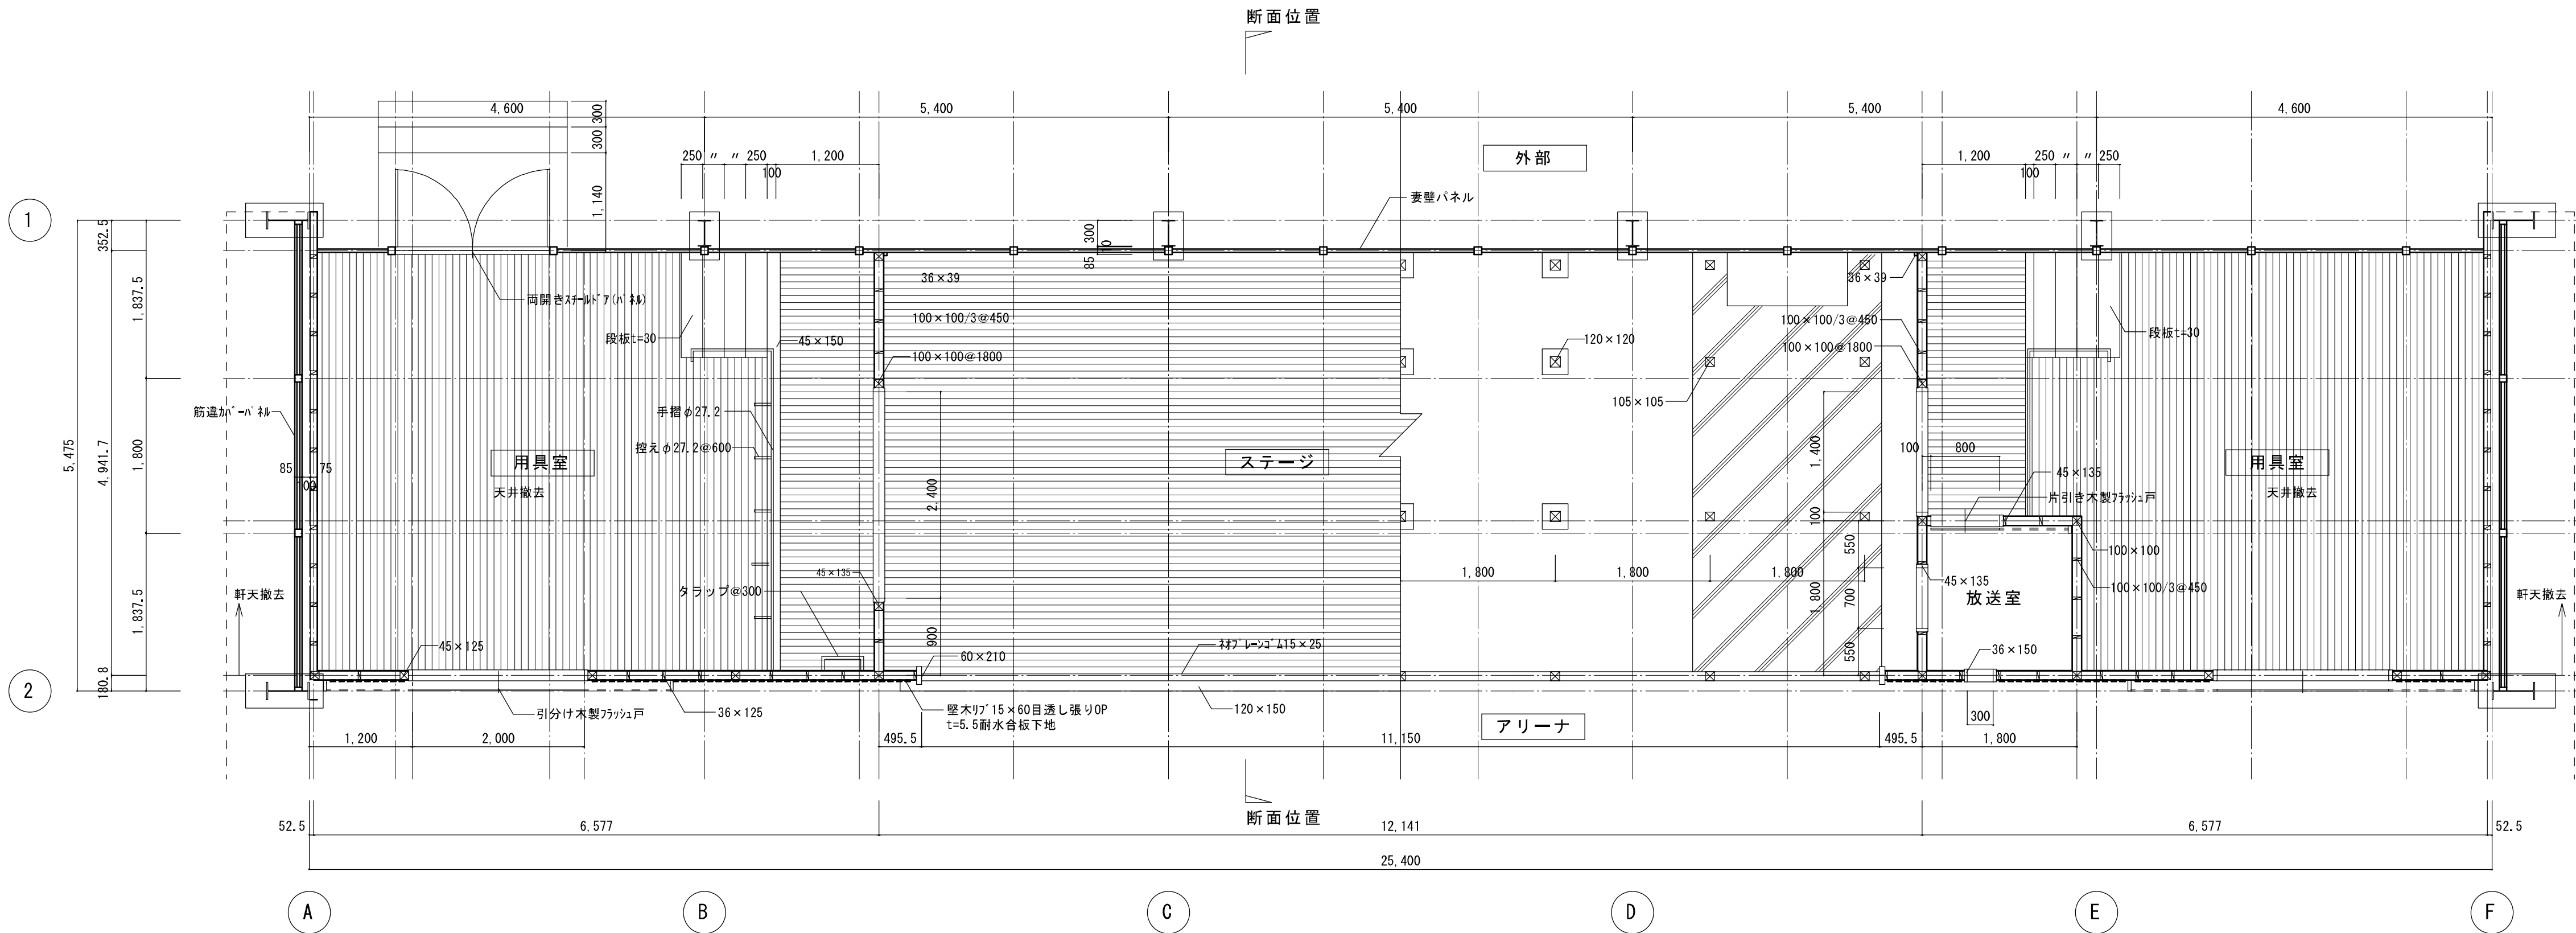 断面位置
4,600
5,400
5,400
5,400
4,600
300
300
1,140
250 〃 〃 250
100
1,200
外部
1,200
100
250 〃 〃 250
妻壁パネル
1
352.5
300
10
85
1,837.5
36×39
36×39
両開きスチールドア(パネル)
100×100/3@450
100×100/3@450
段板t=30
45×150
段板t=30
120×120
100×100@1800
100×100@1800
手摺φ27.2
105×105
筋違カバーパネル
5,475
4,941.7
1,800
控えφ27.2@600
1,400
100
800
85
75
100
用具室
天井撤去
ステージ
45×135
片引き木製フラッシュ戸
用具室
天井撤去
2,400
100
550
100×100
45×135
1,800
1,800
1,800
45×135
100×100/3@450
タラップ@300
軒天撤去
1,837.5
1,800
700
放送室
軒天撤去
900
45×125
ネオプレーンゴム15×25
550
60×210
36×150
2
180.8
引分け木製フラッシュ戸
36×125
竪木リブ15×60目透し張りOP
t=5.5耐水合板下地
120×150
アリーナ
300
1,200
2,000
495.5
11,150
495.5
1,800
断面位置
52.5
6,577
12,141
6,577
52.5
25,400
A
B
C
D
E
F